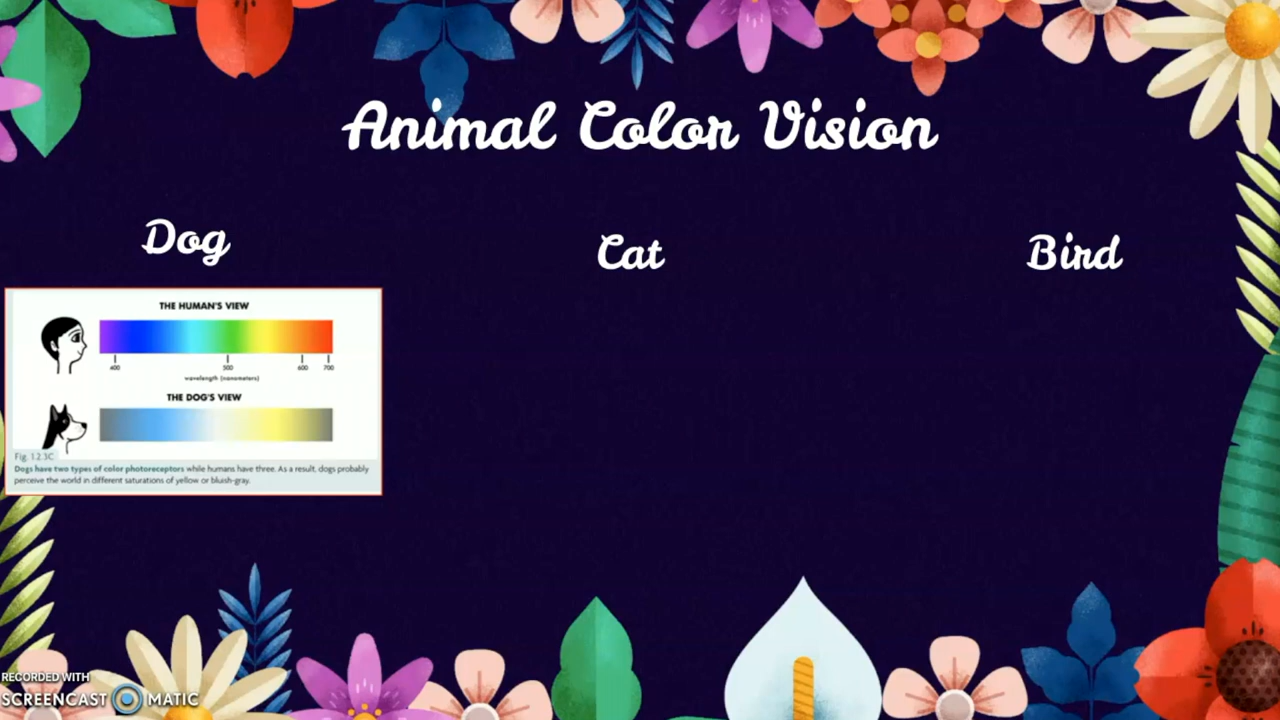 Animal Color Vision
Dog
Cat
Bird
THE HUMAN'S VIEW
400
500
600
700
wavelength (nanometers)
THE DOG'S VIEW
Fig. 1.2.3C
Dogs have two types of color photoreceptors while humans have three. As a result, dogs probably
perceive the world in different saturations of yellow or bluish-gray.
RECORDED WITH
SCREENCAST MATIC